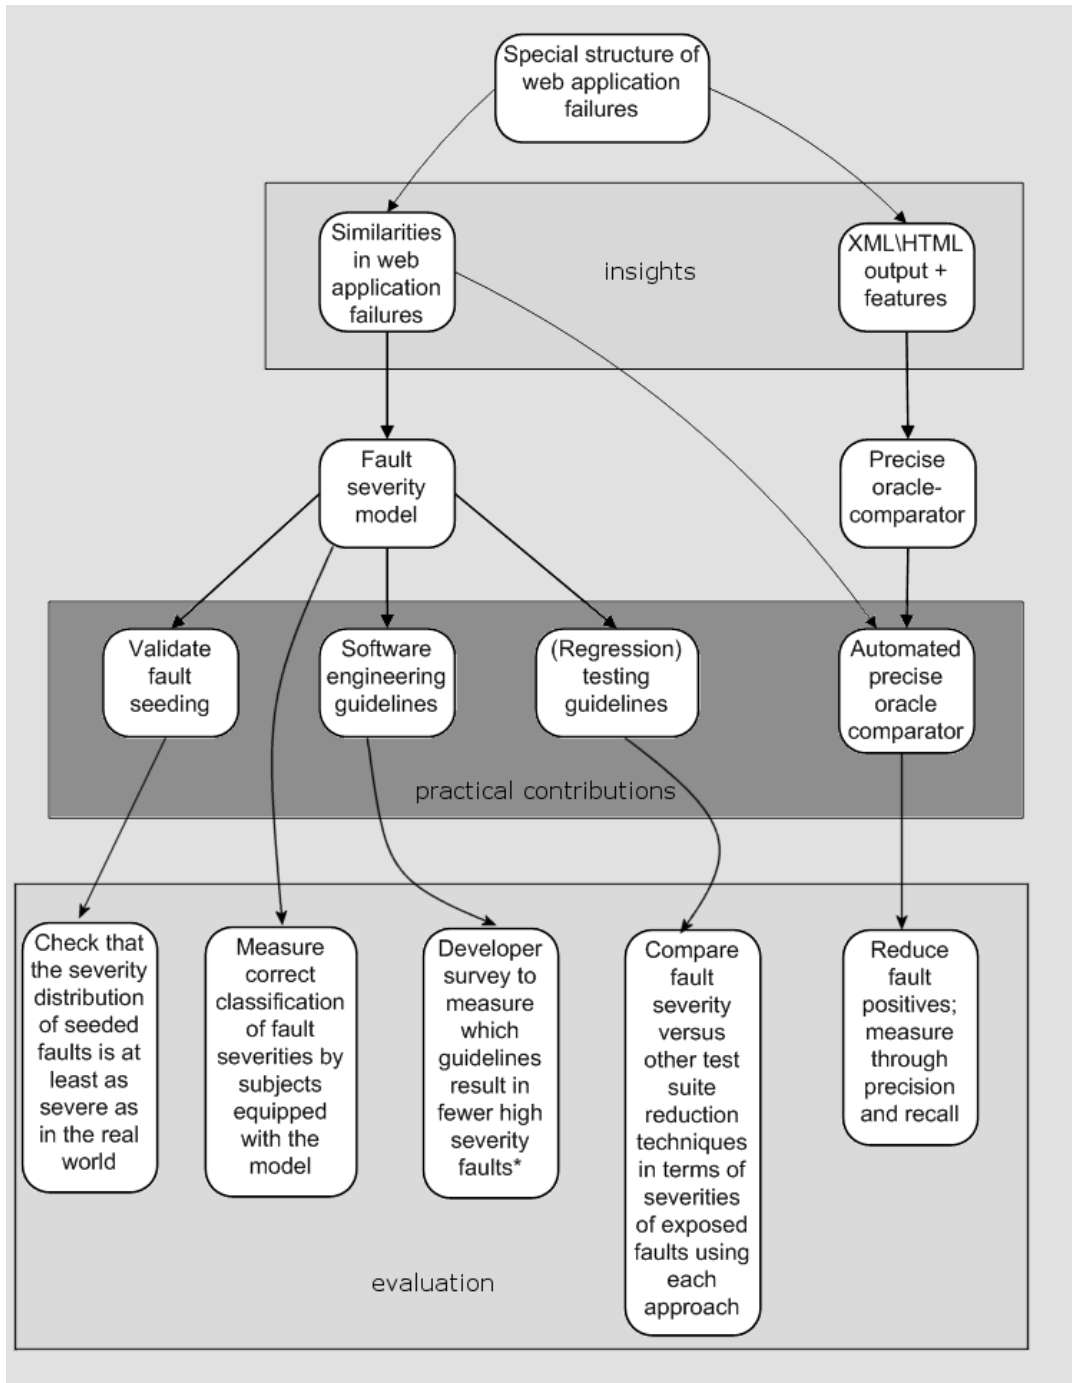 Special structure of
web application
failures
Similarities
in web
application
failures
insights
XML\HTML
output +
features
Fault
severity
model
Precise
oracle-
comparator
Validate
fault
seeding
Software
engineering
guidelines
(Regression)
testing
guidelines
Automated
precise
oracle
comparator
practical contributions
Check that
the severity
distribution
of seeded
faults is at
least as
severe as
in the real
world
Measure
correct
classification
of fault
severities by
subjects
equipped
with the
model
Developer
survey to
measure
which
guidelines
result in
fewer high
severity
faults*
Compare
fault
severity
versus
other test
suite
reduction
techniques
in terms of
severities
of exposed
faults using
each
approach
Reduce
fault
positives;
measure
through
precision
and recall
evaluation